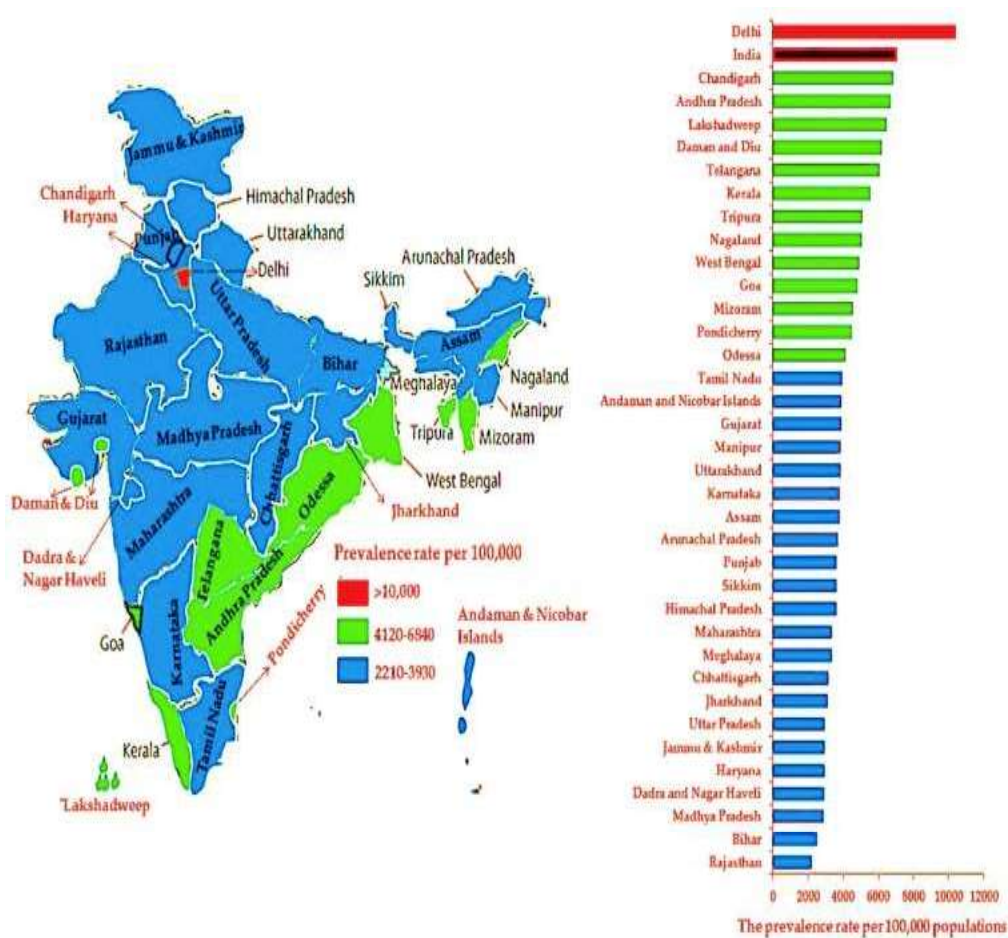 Jammu & Kashmir
Chandigarh
Haryana
Himachal Pradesh
Punjab
Uttarakhand
Delhi
Arunachal Pradesh
Sikkim
Uttar Pradesh
Rajasthan
Bihar
Assam
Meghalaya
Nagaland
Manipur
Tripura
Mizoram
Gujarat
Madhya Pradesh
Chhattisgarh
West Bengal
Jharkhand
Daman & Diu
Maharashtra
Odessa
Dadra &
Nagar Haveli
Telangana
Andhra Pradesh
Goa
Karnataka
Pondicherry
Kerala
Tamil Nadu
"Lakshadweep
Andaman & Nicobar
Islands
Prevalence rate per 100,000
>10,000
4120-6840
2210-3930
Delhi
India
Chandigarh
Andhra Pradesh
Lakshadweep
Daman and Diu
Telangana
Kerala
Tripura
Nagaland
West Bengal
Goa
Mizoram
Pondicherry
Odessa
Tamil Nadu
Andaman and Nicobar Islands
Gujarat
Manipur
Uttarakhand
Karnataka
Assam
Arunachal Pradesh
Punjab
Sikkim
Himachal Pradesh
Maharashtra
Meghalaya
Chhattisgarh
Jharkhand
Uttar Pradesh
Jammu & Kashmir
Haryana
Dadra and Nagar Haveli
Madhya Pradesh
Bihar
Rajasthan
0 2000 4000 6000 8000 10000 12000
The prevalence rate per 100,000 populations